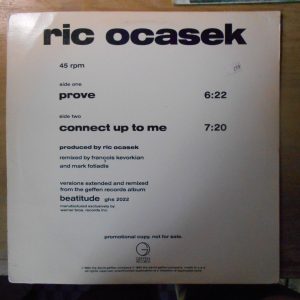 ric ocasek
45 rpm
side one
prove 6:22
side two
connect up to me 7:20
produced by ric ocasek
remixed by françois kevorkian
and mark fotiadis
versions extended and remixed
from the geffen records album
beatitude ghs 2022
manufactured exclusively by
warner bros. records inc.
promotional copy. not for sale.
G
GEFFEN
RECORDS